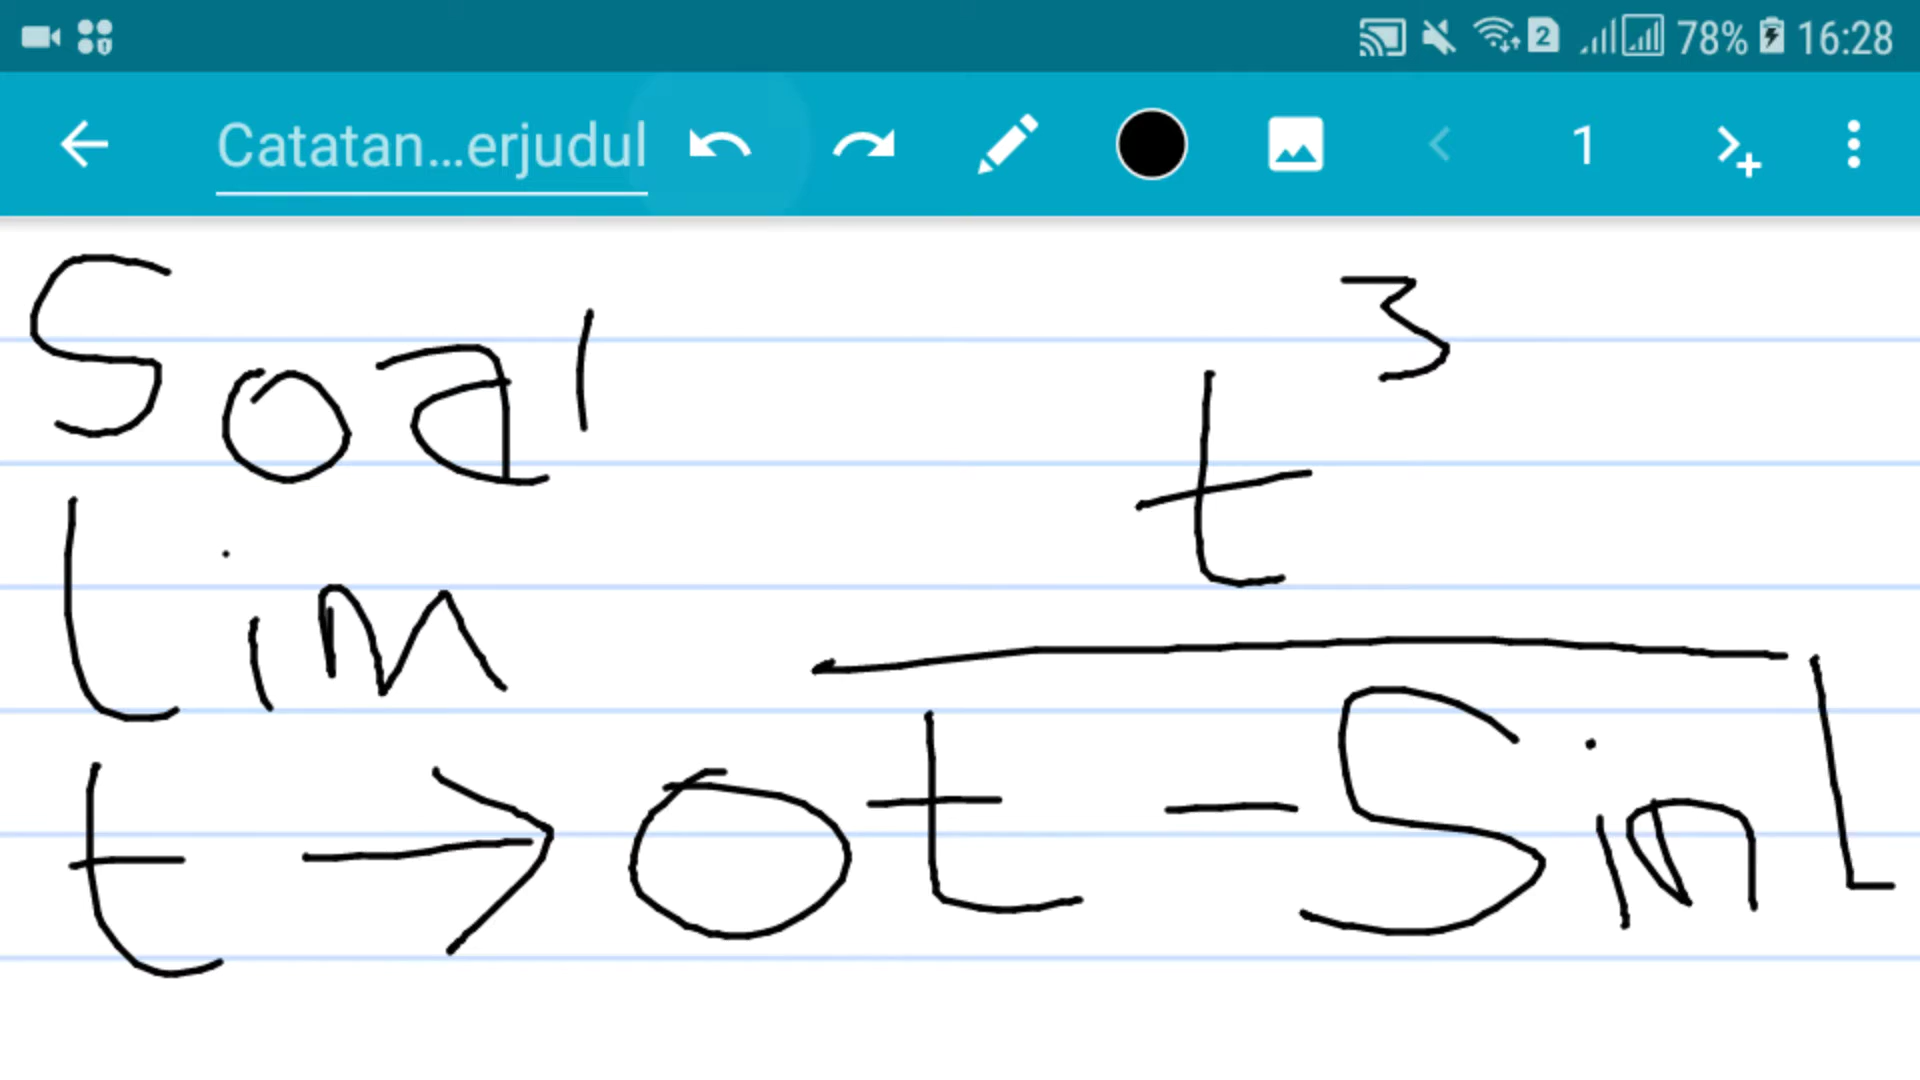 78% 16:28
Catatan...erjudul 1
Soal
t³
lim
t → 0 t - Sin